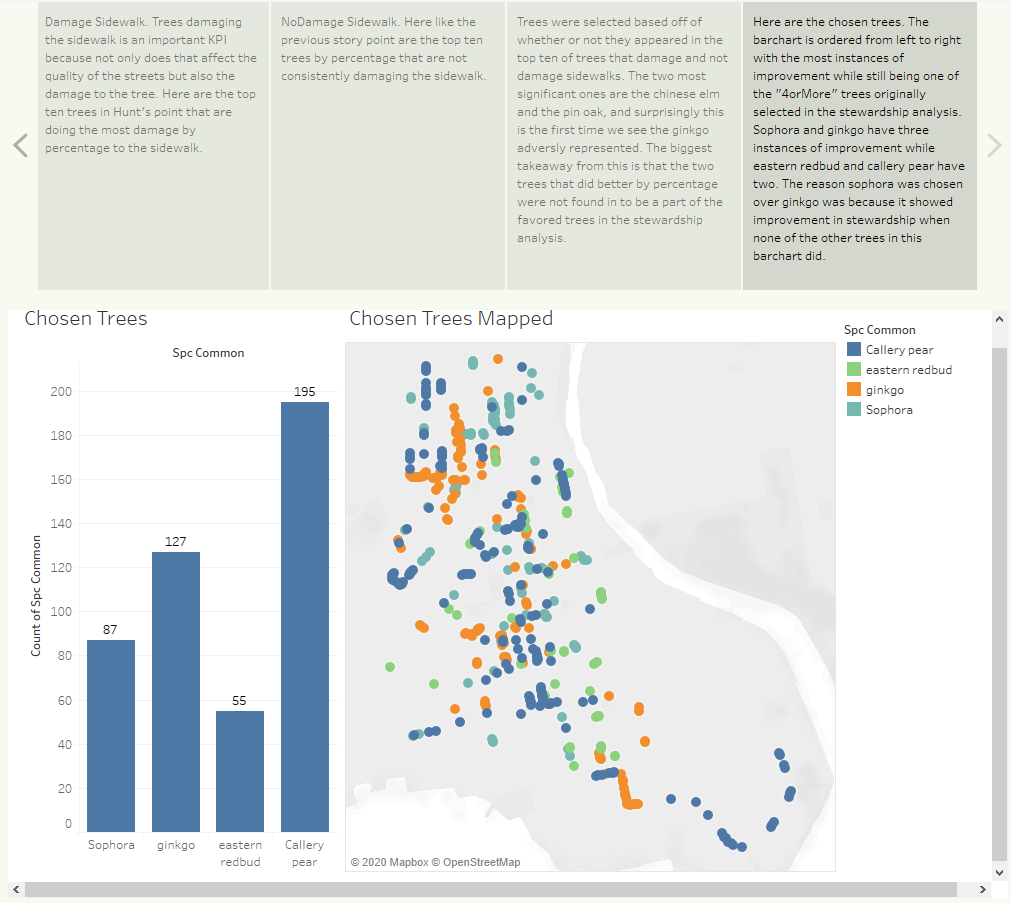 Damage Sidewalk. Trees damaging
the sidewalk is an important KPI
because not only does that affect the
quality of the streets but also the
damage to the tree. Here are the top
ten trees in Hunt's point that are
doing the most damage by
percentage to the sidewalk.
NoDamage Sidewalk. Here like the
previous story point are the top ten
trees by percentage that are not
consistently damaging the sidewalk.
Trees were selected based off of
whether or not they appeared in the
top ten of trees that damage and not
damage sidewalks. The two most
significant ones are the chinese elm
and the pin oak, and surprisingly this
is the first time we see the ginkgo
adversly represented. The biggest
takeaway from this is that the two
trees that did better by percentage
were not found in to be a part of the
favored trees in the stewardship
analysis.
Here are the chosen trees. The
barchart is ordered from left to right
with the most instances of
improvement while still being one of
the "4orMore" trees originally
selected in the stewardship analysis.
Sophora and ginkgo have three
instances of improvement while
eastern redbud and callery pear have
two. The reason sophora was chosen
over ginkgo was because it showed
improvement in stewardship when
none of the other trees in this
barchart did.
Chosen Trees
Spc Common
Count of Spc Common
200
180
160
140
120
100
80
60
40
20
0
87
127
55
195
Sophora
ginkgo
eastern
redbud
Callery
pear
Chosen Trees Mapped
© 2020 Mapbox © OpenStreetMap
Spc Common
Callery pear
eastern redbud
ginkgo
Sophora